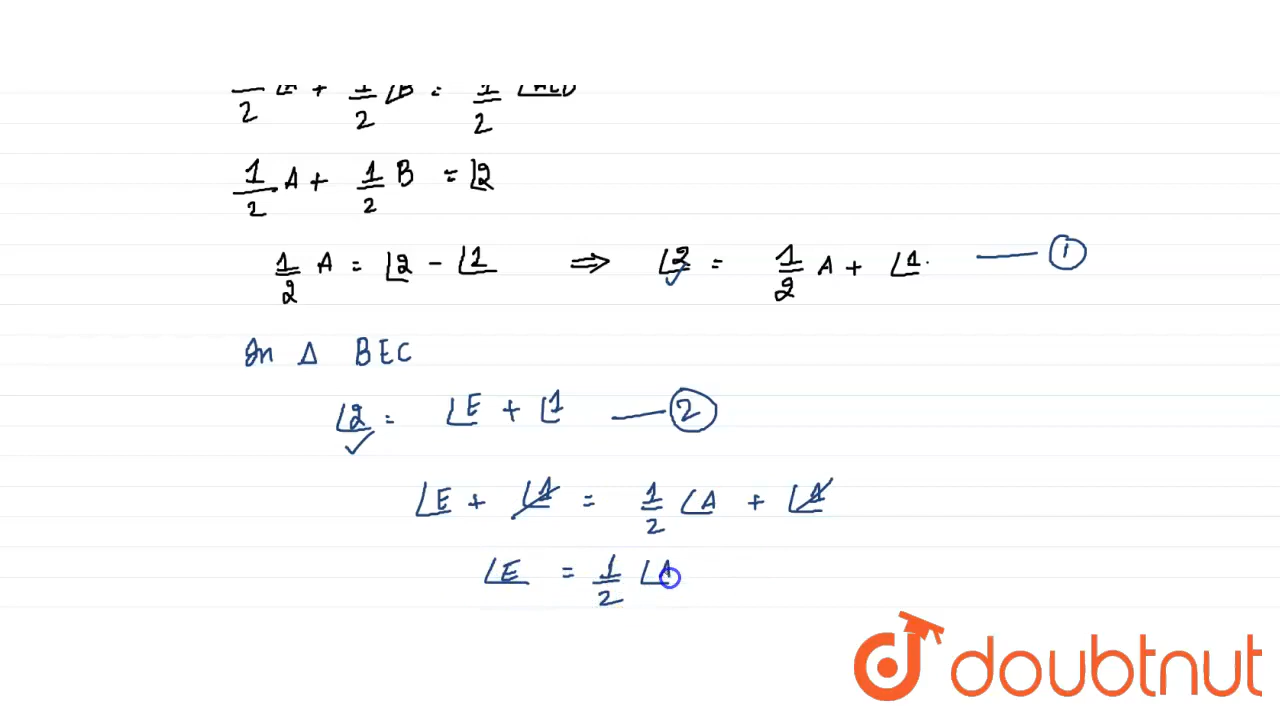 1/2 A + 1/2 B = ∠2
1/2 A = ∠2 - ∠1 ⇒ ∠2 = 1/2 A + ∠1. — ①
In Δ BEC
∠2 = ∠E + ∠1 — ②
∠E + ∠1 = 1/2 ∠A + ∠1
∠E = 1/2 ∠A
doubtnut